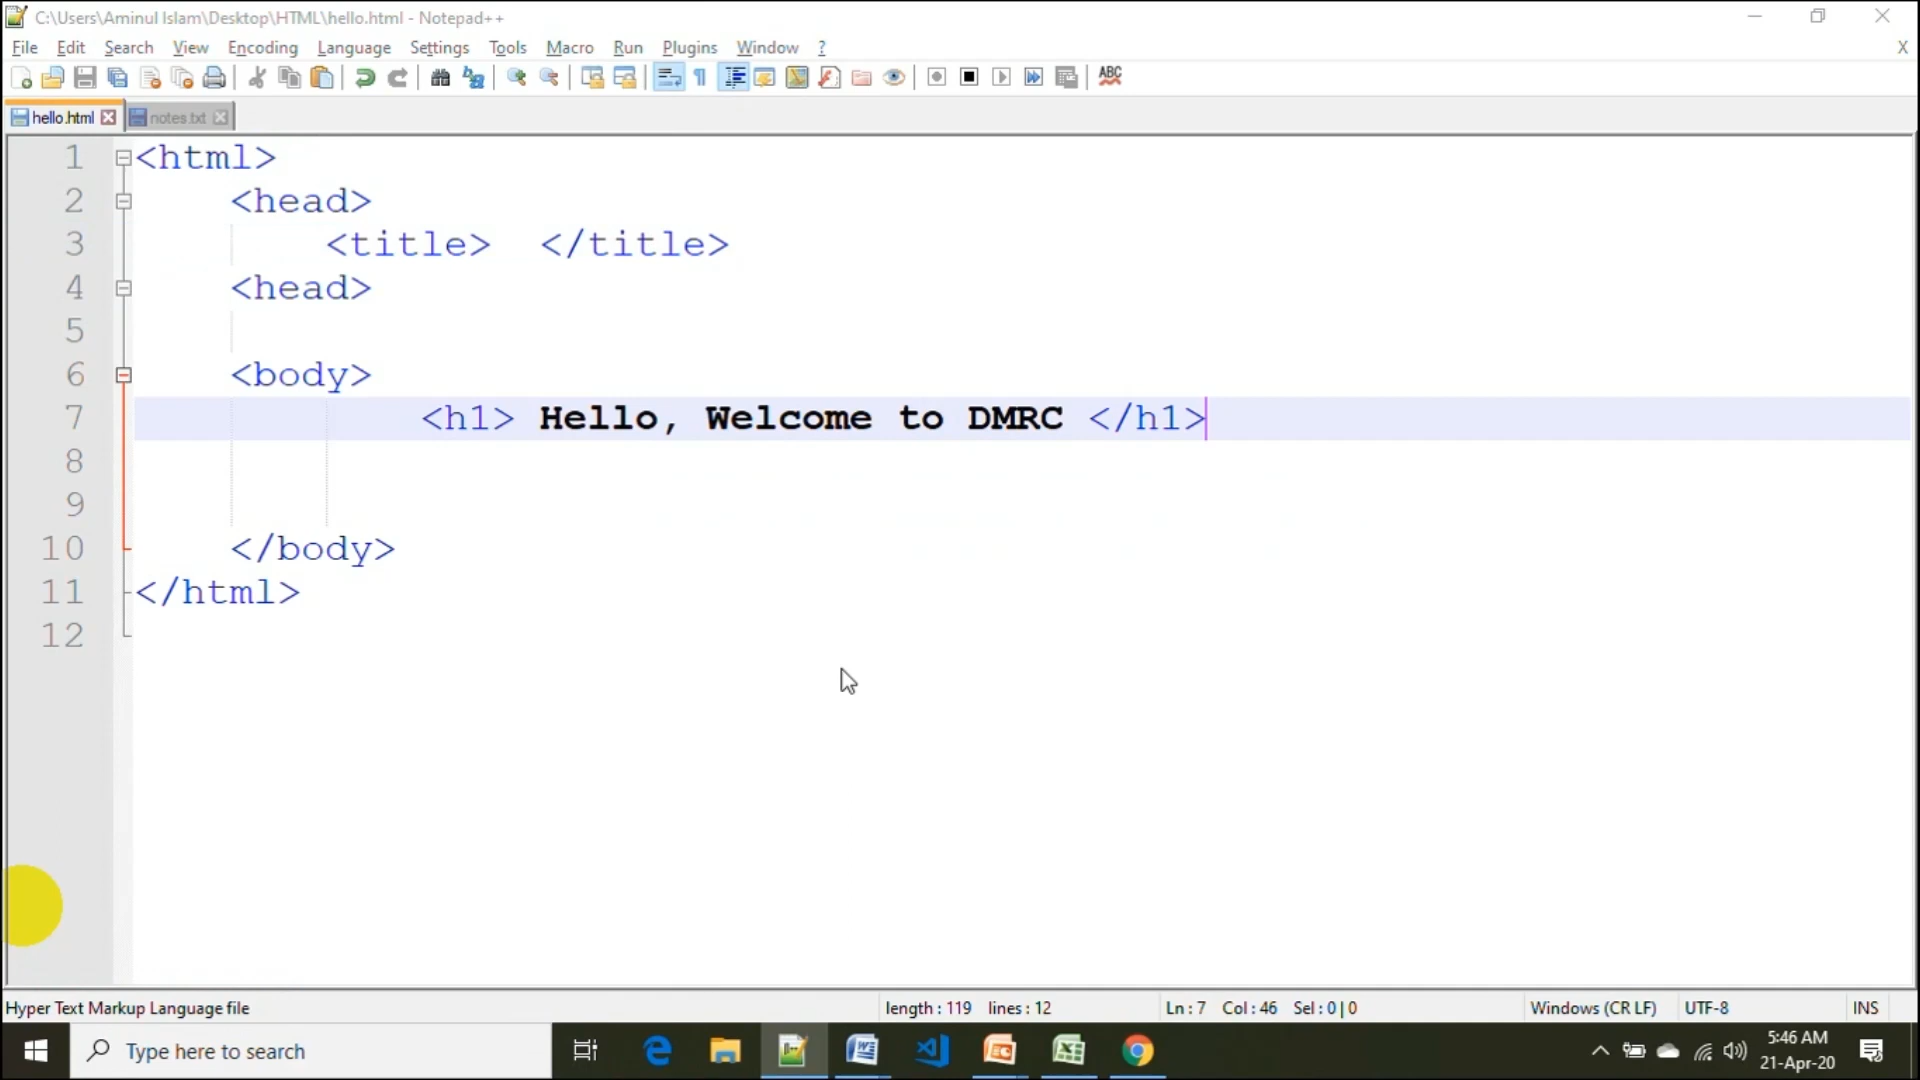 C:\Users\Aminul Islam\Desktop\HTML\hello.html - Notepad++
File Edit Search View Encoding Language Settings Tools Macro Run Plugins Window ? X
ABC
hello.html notes.txt
1 <html>
2 <head>
3 <title> </title>
4 <head>
5
6 <body>
7 <h1> Hello, Welcome to DMRC </h1>
8
9
10 </body>
11 </html>
12
Hyper Text Markup Language file length : 119 lines : 12 Ln : 7 Col : 46 Sel : 0 | 0 Windows (CR LF) UTF-8 INS
Type here to search
5:46 AM
21-Apr-20